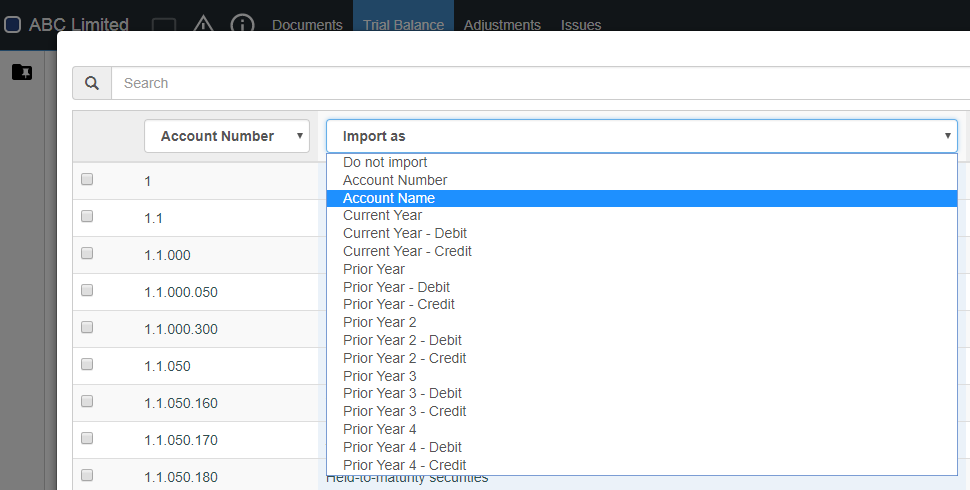 ABC Limited Documents Trial Balance Adjustments Issues
Search
Account Number Import as
Do not import
1 Account Number
Account Name
1.1 Current Year
Current Year - Debit
1.1.000 Current Year - Credit
Prior Year
1.1.000.050 Prior Year - Debit
Prior Year - Credit
1.1.000.300 Prior Year 2
Prior Year 2 - Debit
1.1.050 Prior Year 2 - Credit
Prior Year 3
Prior Year 3 - Debit
1.1.050.160 Prior Year 3 - Credit
Prior Year 4
1.1.050.170 Prior Year 4 - Debit
Prior Year 4 - Credit
1.1.050.180 Held-to-maturity securities